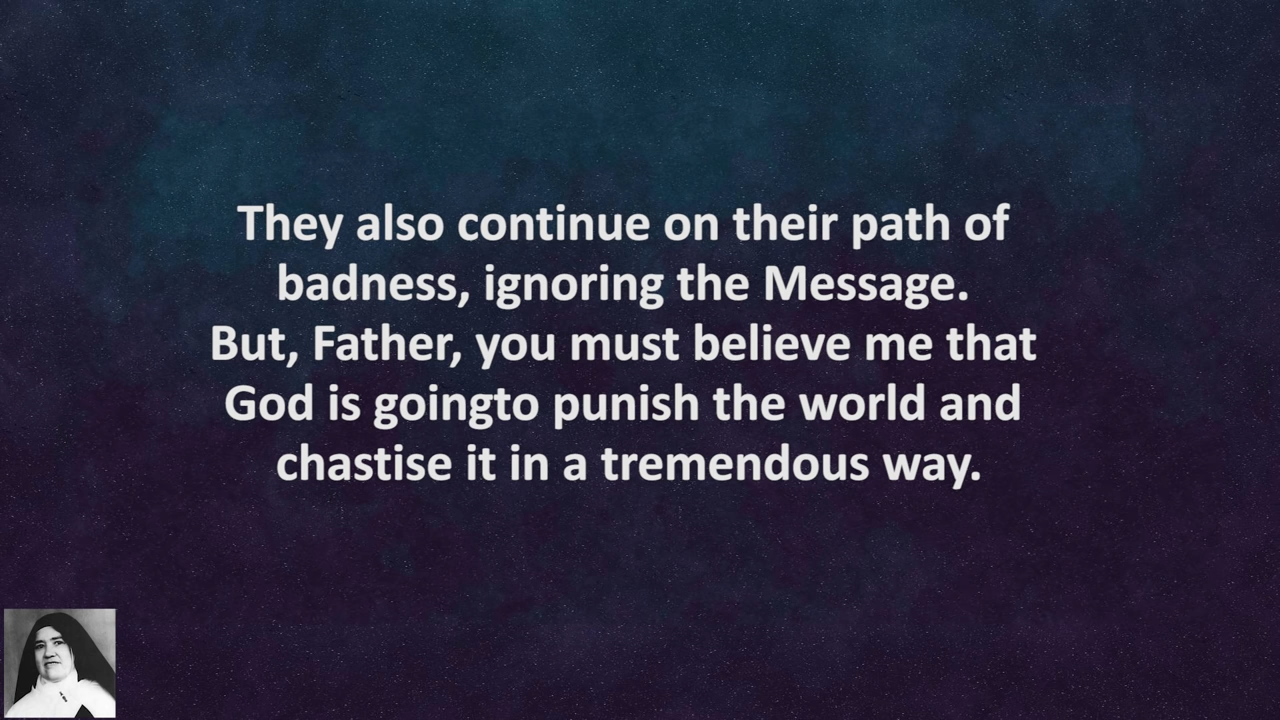 They also continue on their path of
badness, ignoring the Message.
But, Father, you must believe me that
God is goingto punish the world and
chastise it in a tremendous way.